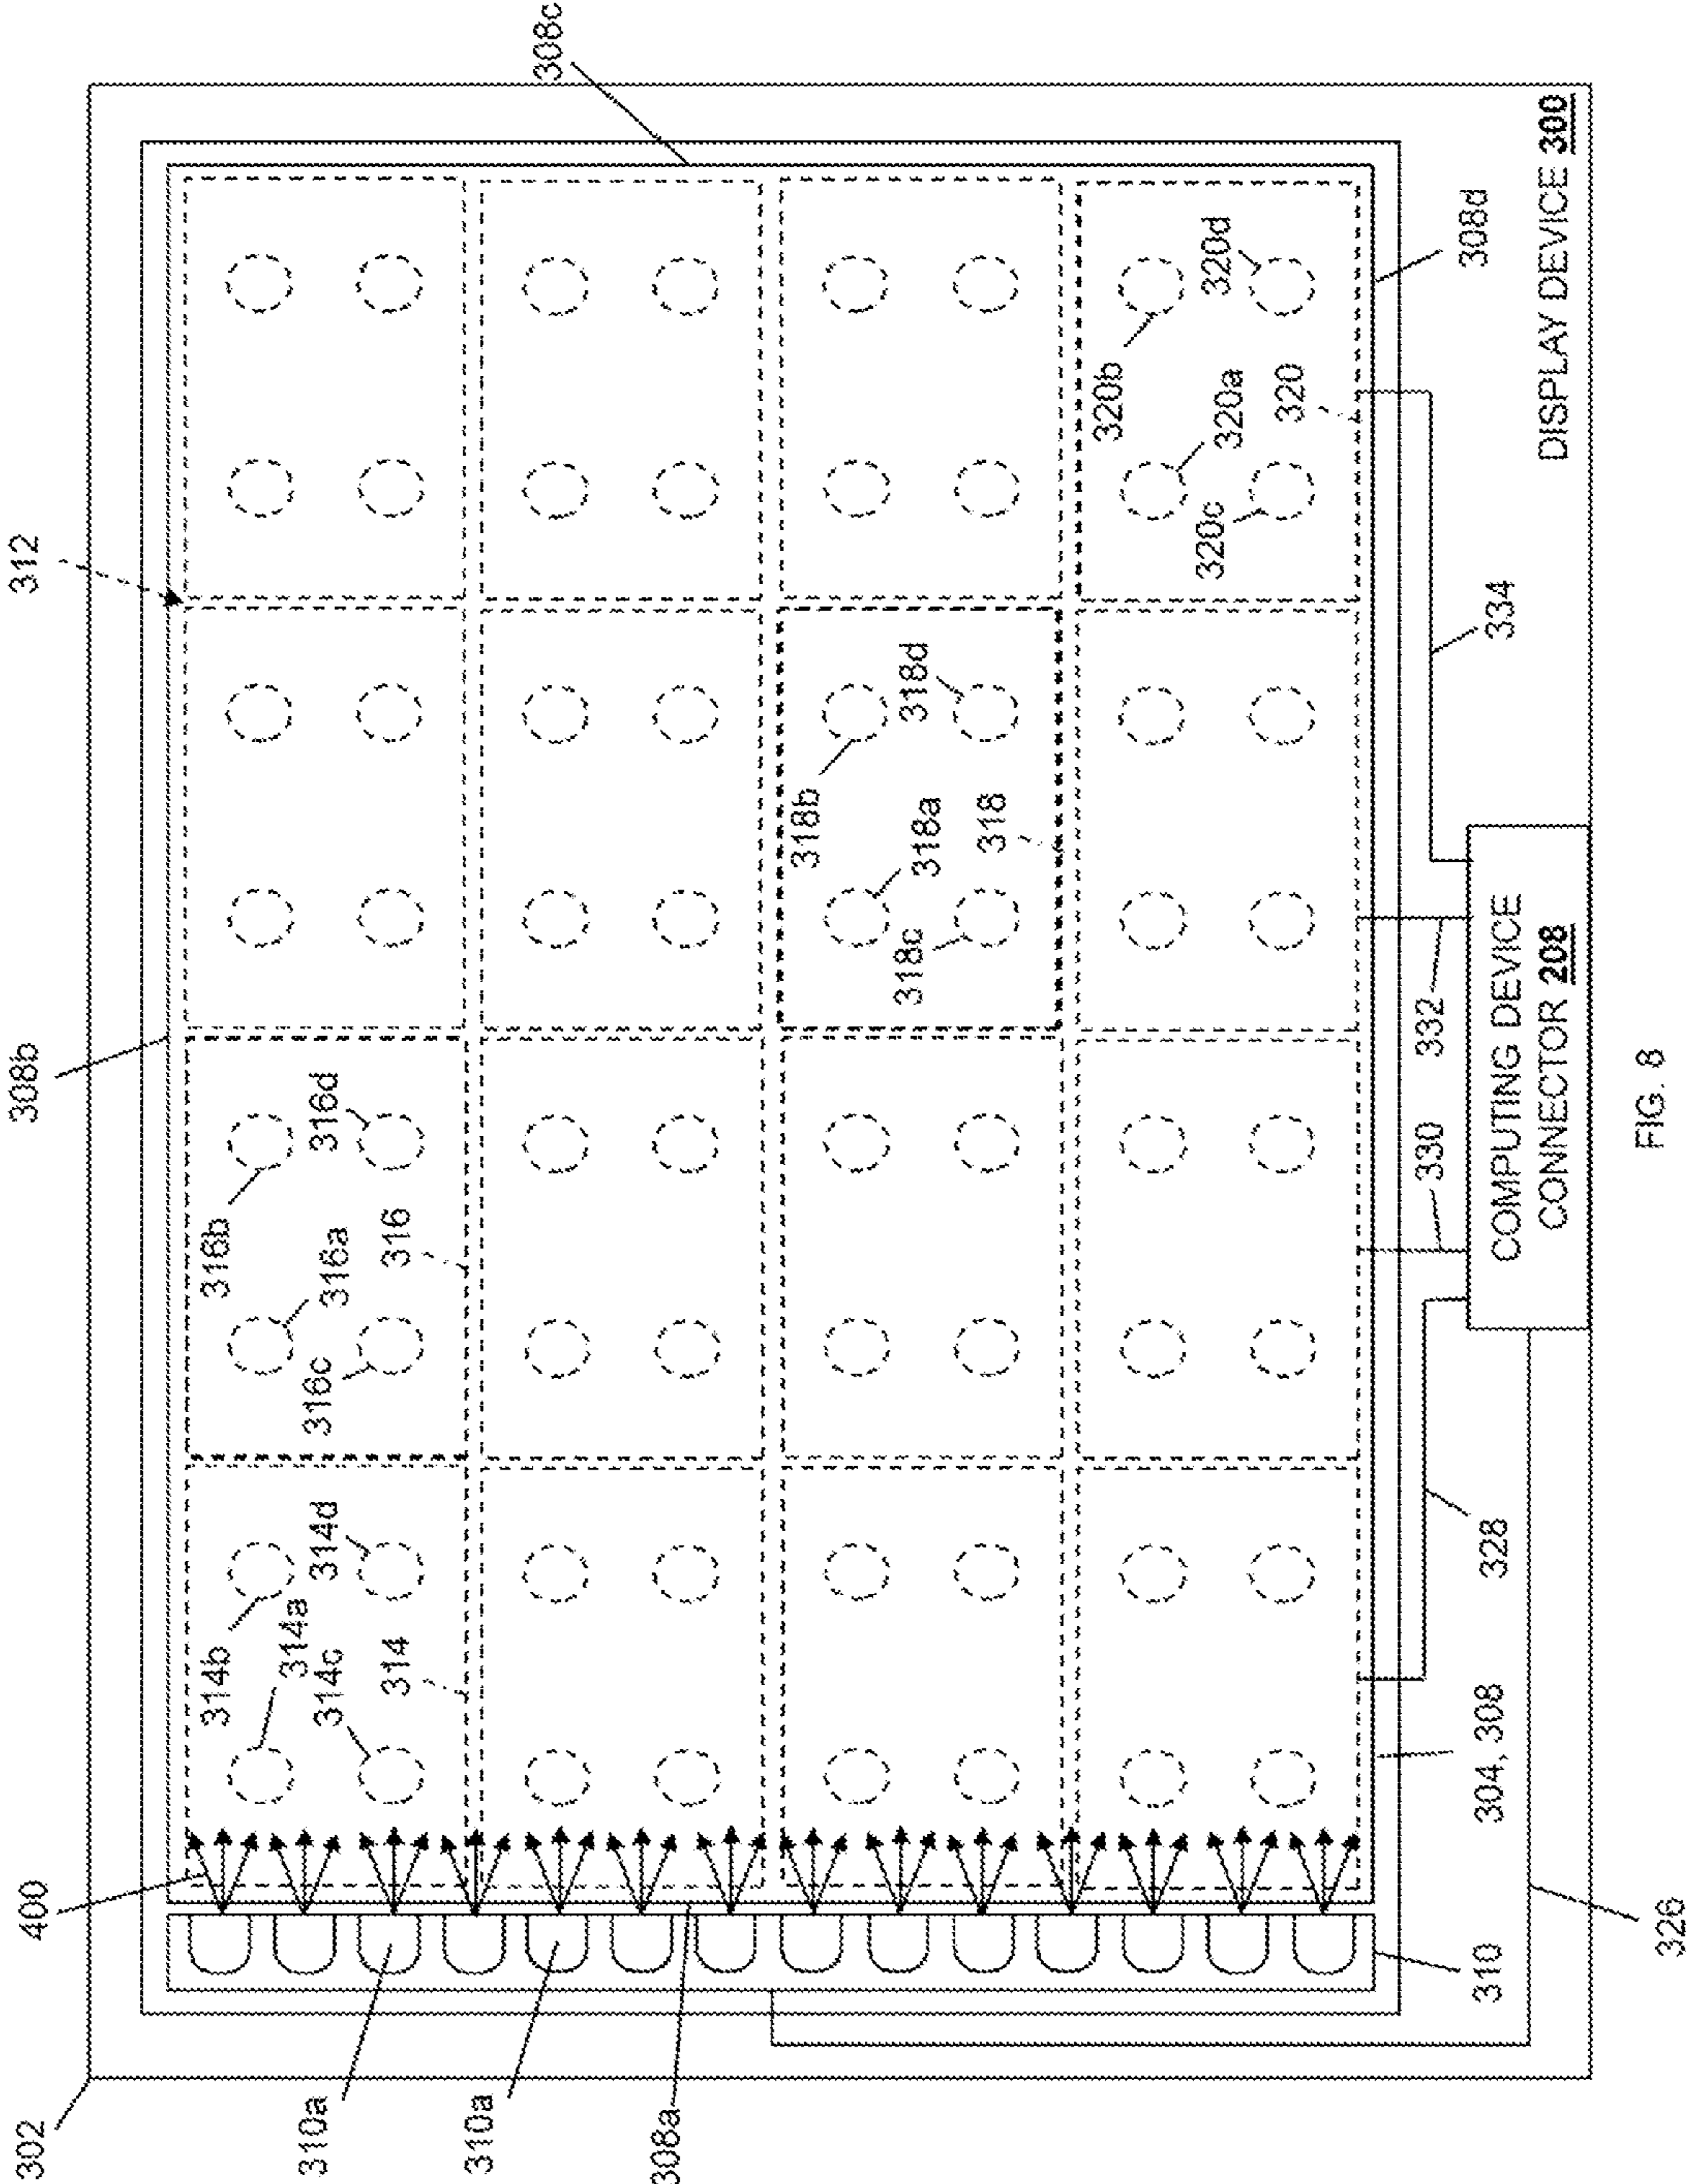 302
400
308b
312
310a
310a
308a
308c
314b
314a
314c
314d
314
316b
316a
316c
316d
316
318b
318a
318c
318d
318
320b
320a
320c
320d
320
310
304, 308
308d
328
330
332
334
326
COMPUTING DEVICE
CONNECTOR 208
DISPLAY DEVICE 300
FIG. 8